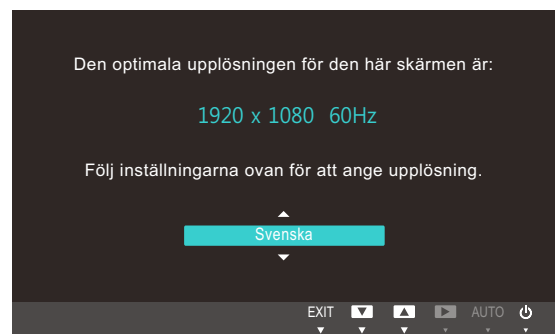 Den optimala upplösningen för den här skärmen är:
1920 x 1080 60Hz
Följ inställningarna ovan för att ange upplösning.
Svenska
EXIT AUTO